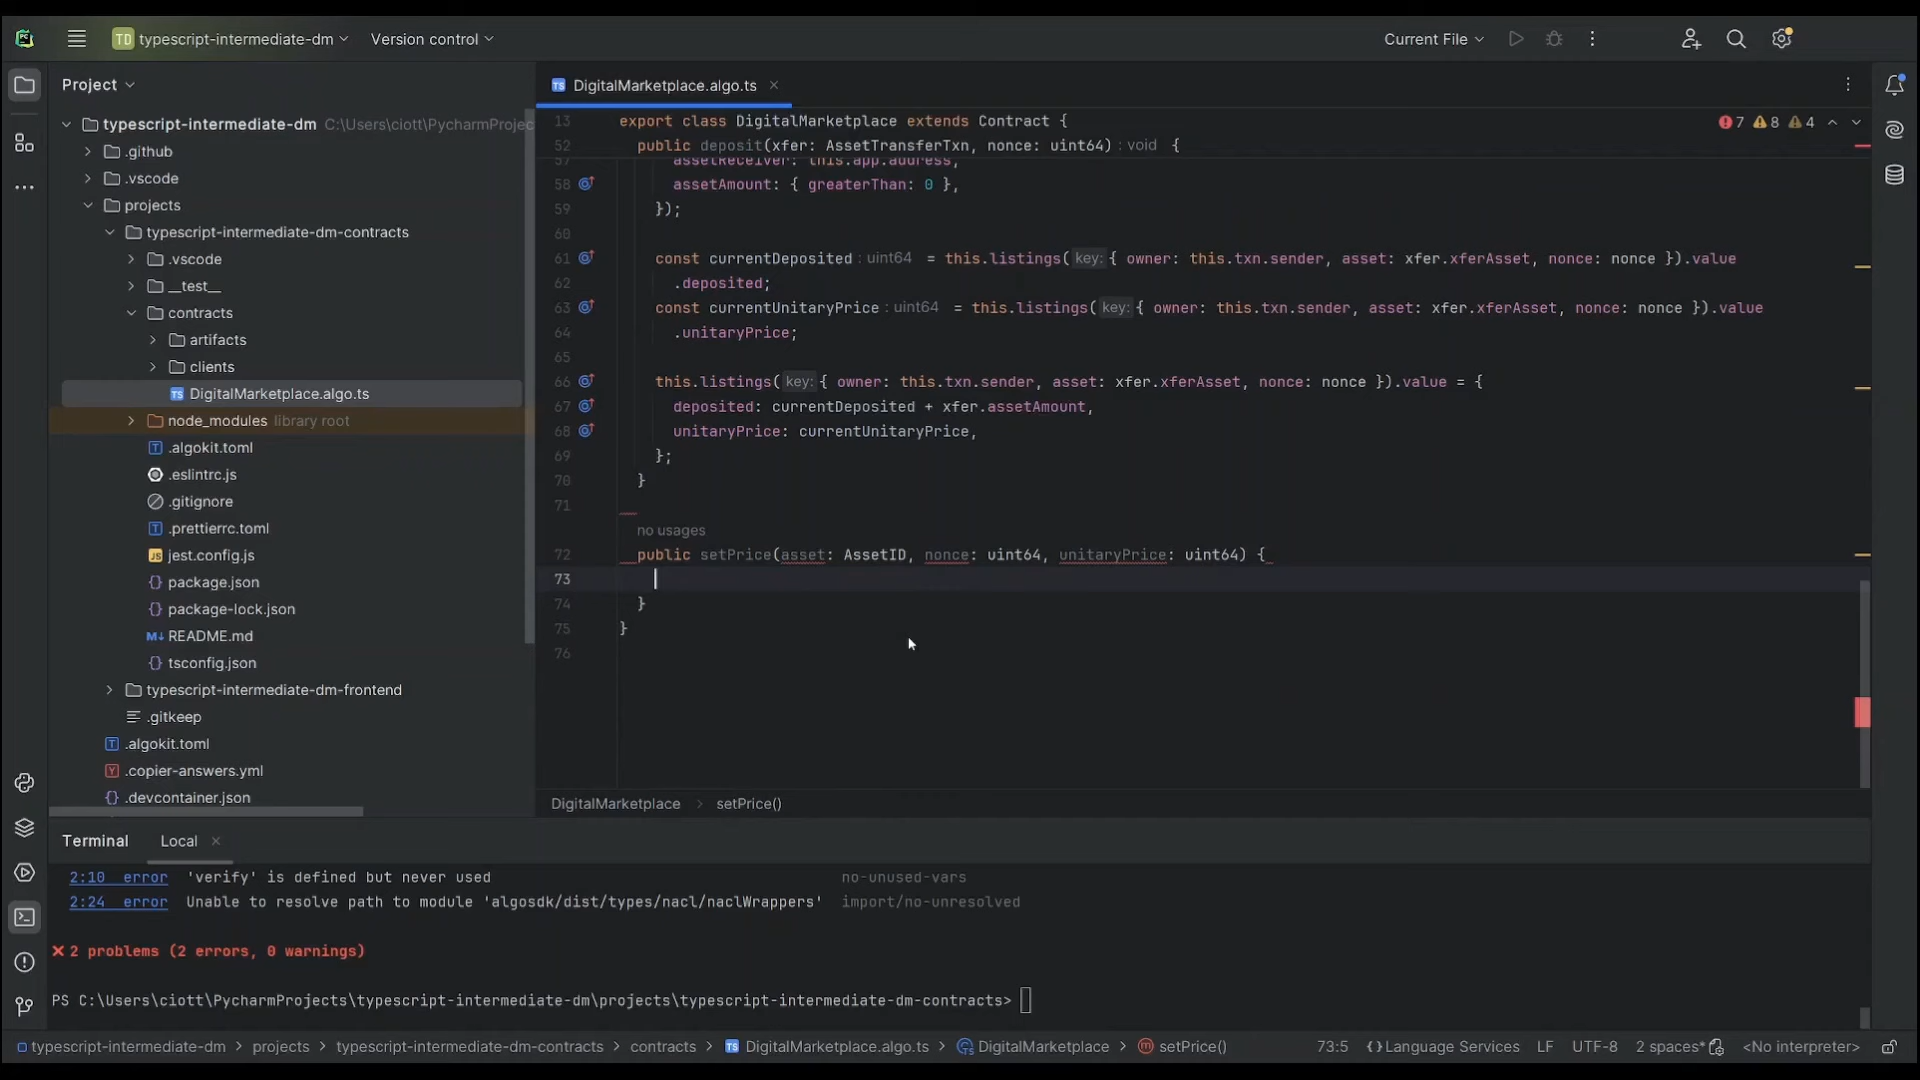 TD typescript-intermediate-dm Version control Current File
Project
DigitalMarketplace.algo.ts
typescript-intermediate-dm C:\Users\ciott\PycharmProjec
.github
.vscode
projects
typescript-intermediate-dm-contracts
.vscode
__test__
contracts
artifacts
clients
DigitalMarketplace.algo.ts
node_modules library root
.algokit.toml
.eslintrc.js
.gitignore
.prettierrc.toml
jest.config.js
package.json
package-lock.json
README.md
tsconfig.json
typescript-intermediate-dm-frontend
.gitkeep
.algokit.toml
.copier-answers.yml
.devcontainer.json
7 8 4
13 export class DigitalMarketplace extends Contract {
52 public deposit(xfer: AssetTransferTxn, nonce: uint64) : void {
57 assetReceiver: this.app.address,
58 assetAmount: { greaterThan: 0 },
59 });
60
61 const currentDeposited : uint64 = this.listings( key: { owner: this.txn.sender, asset: xfer.xferAsset, nonce: nonce }).value
62 .deposited;
63 const currentUnitaryPrice : uint64 = this.listings( key: { owner: this.txn.sender, asset: xfer.xferAsset, nonce: nonce }).value
64 .unitaryPrice;
65
66 this.listings( key: { owner: this.txn.sender, asset: xfer.xferAsset, nonce: nonce }).value = {
67 deposited: currentDeposited + xfer.assetAmount,
68 unitaryPrice: currentUnitaryPrice,
69 };
70 }
71
no usages
72 public setPrice(asset: AssetID, nonce: uint64, unitaryPrice: uint64) {
73
74 }
75 }
76
DigitalMarketplace > setPrice()
Terminal Local
2:10 error 'verify' is defined but never used no-unused-vars
2:24 error Unable to resolve path to module 'algosdk/dist/types/nacl/naclWrappers' import/no-unresolved
✕ 2 problems (2 errors, 0 warnings)
PS C:\Users\ciott\PycharmProjects\typescript-intermediate-dm\projects\typescript-intermediate-dm-contracts>
typescript-intermediate-dm > projects > typescript-intermediate-dm-contracts > contracts > DigitalMarketplace.algo.ts > DigitalMarketplace > setPrice() 73:5 {} Language Services LF UTF-8 2 spaces* <No interpreter>